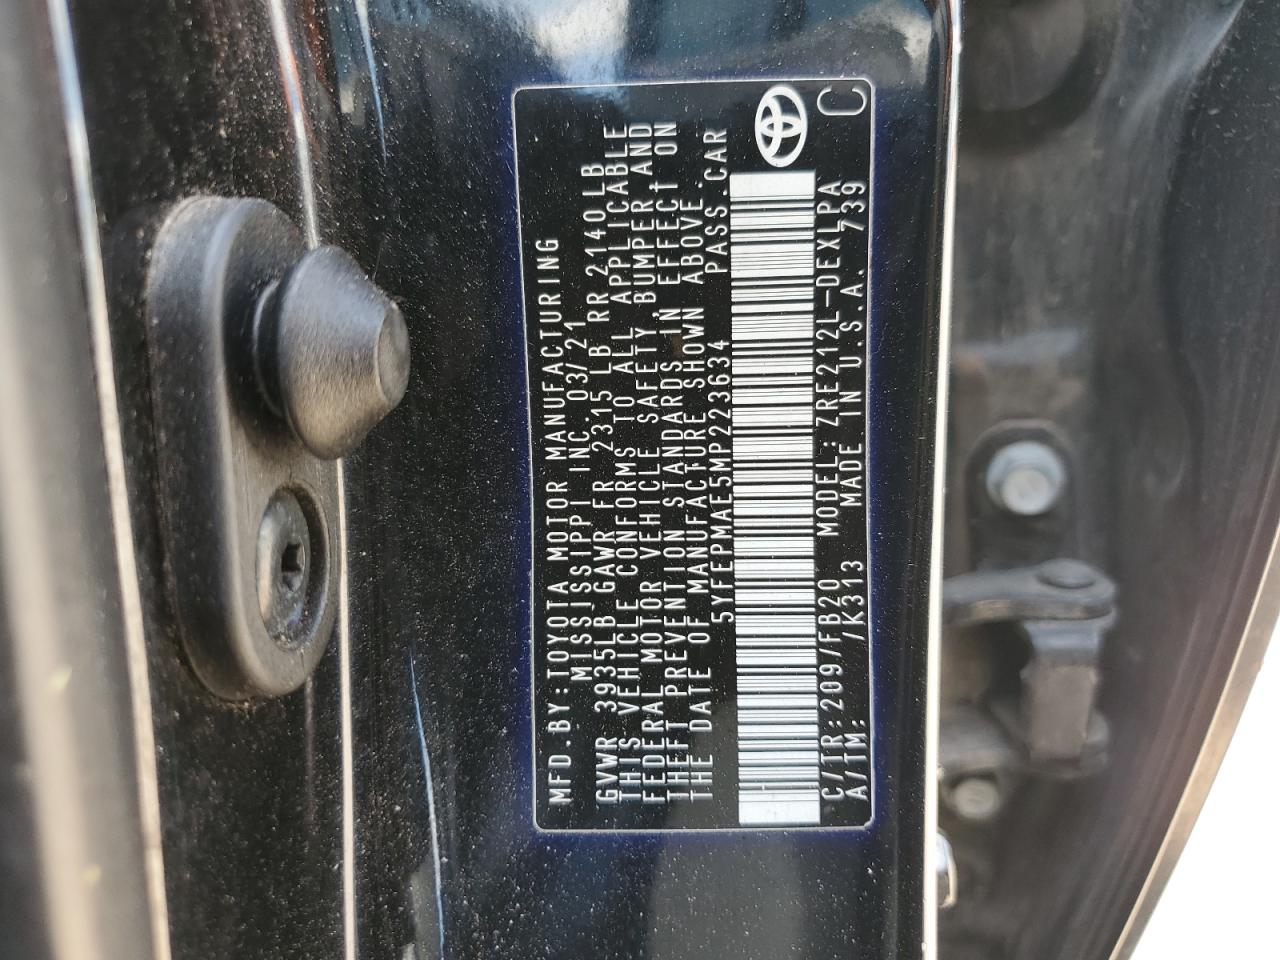 MFD.BY:TOYOTA MOTOR MANUFACTURING
MISSISSIPPI INC 03/21
GVWR 3935LB GAWR FR 2315LB RR 2140LB
THIS VEHICLE CONFORMS TO ALL APPLICABLE
FEDERAL MOTOR VEHICLE SAFETY, BUMPER AND
THEFT PREVENTION STANDARDS IN EFFECT ON
THE DATE OF MANUFACTURE SHOWN ABOVE.
5YFEPMAE5MP223634 PASS.CAR
C/TR:209//FB20 MODEL:ZRE212L-DEXLPA
A/TM: /K313 MADE IN U.S.A. 739
C